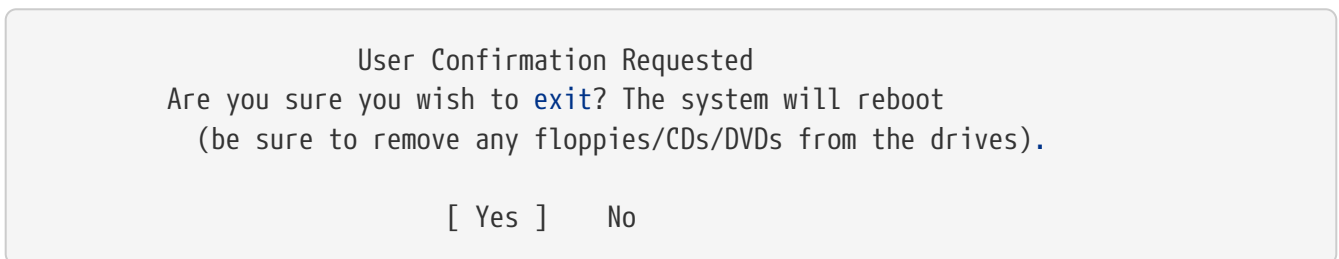 User Confirmation Requested
Are you sure you wish to exit? The system will reboot
(be sure to remove any floppies/CDs/DVDs from the drives).
[ Yes ] No